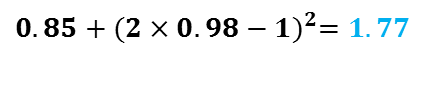 0.85 + (2 × 0.98 − 1)²= 1.77